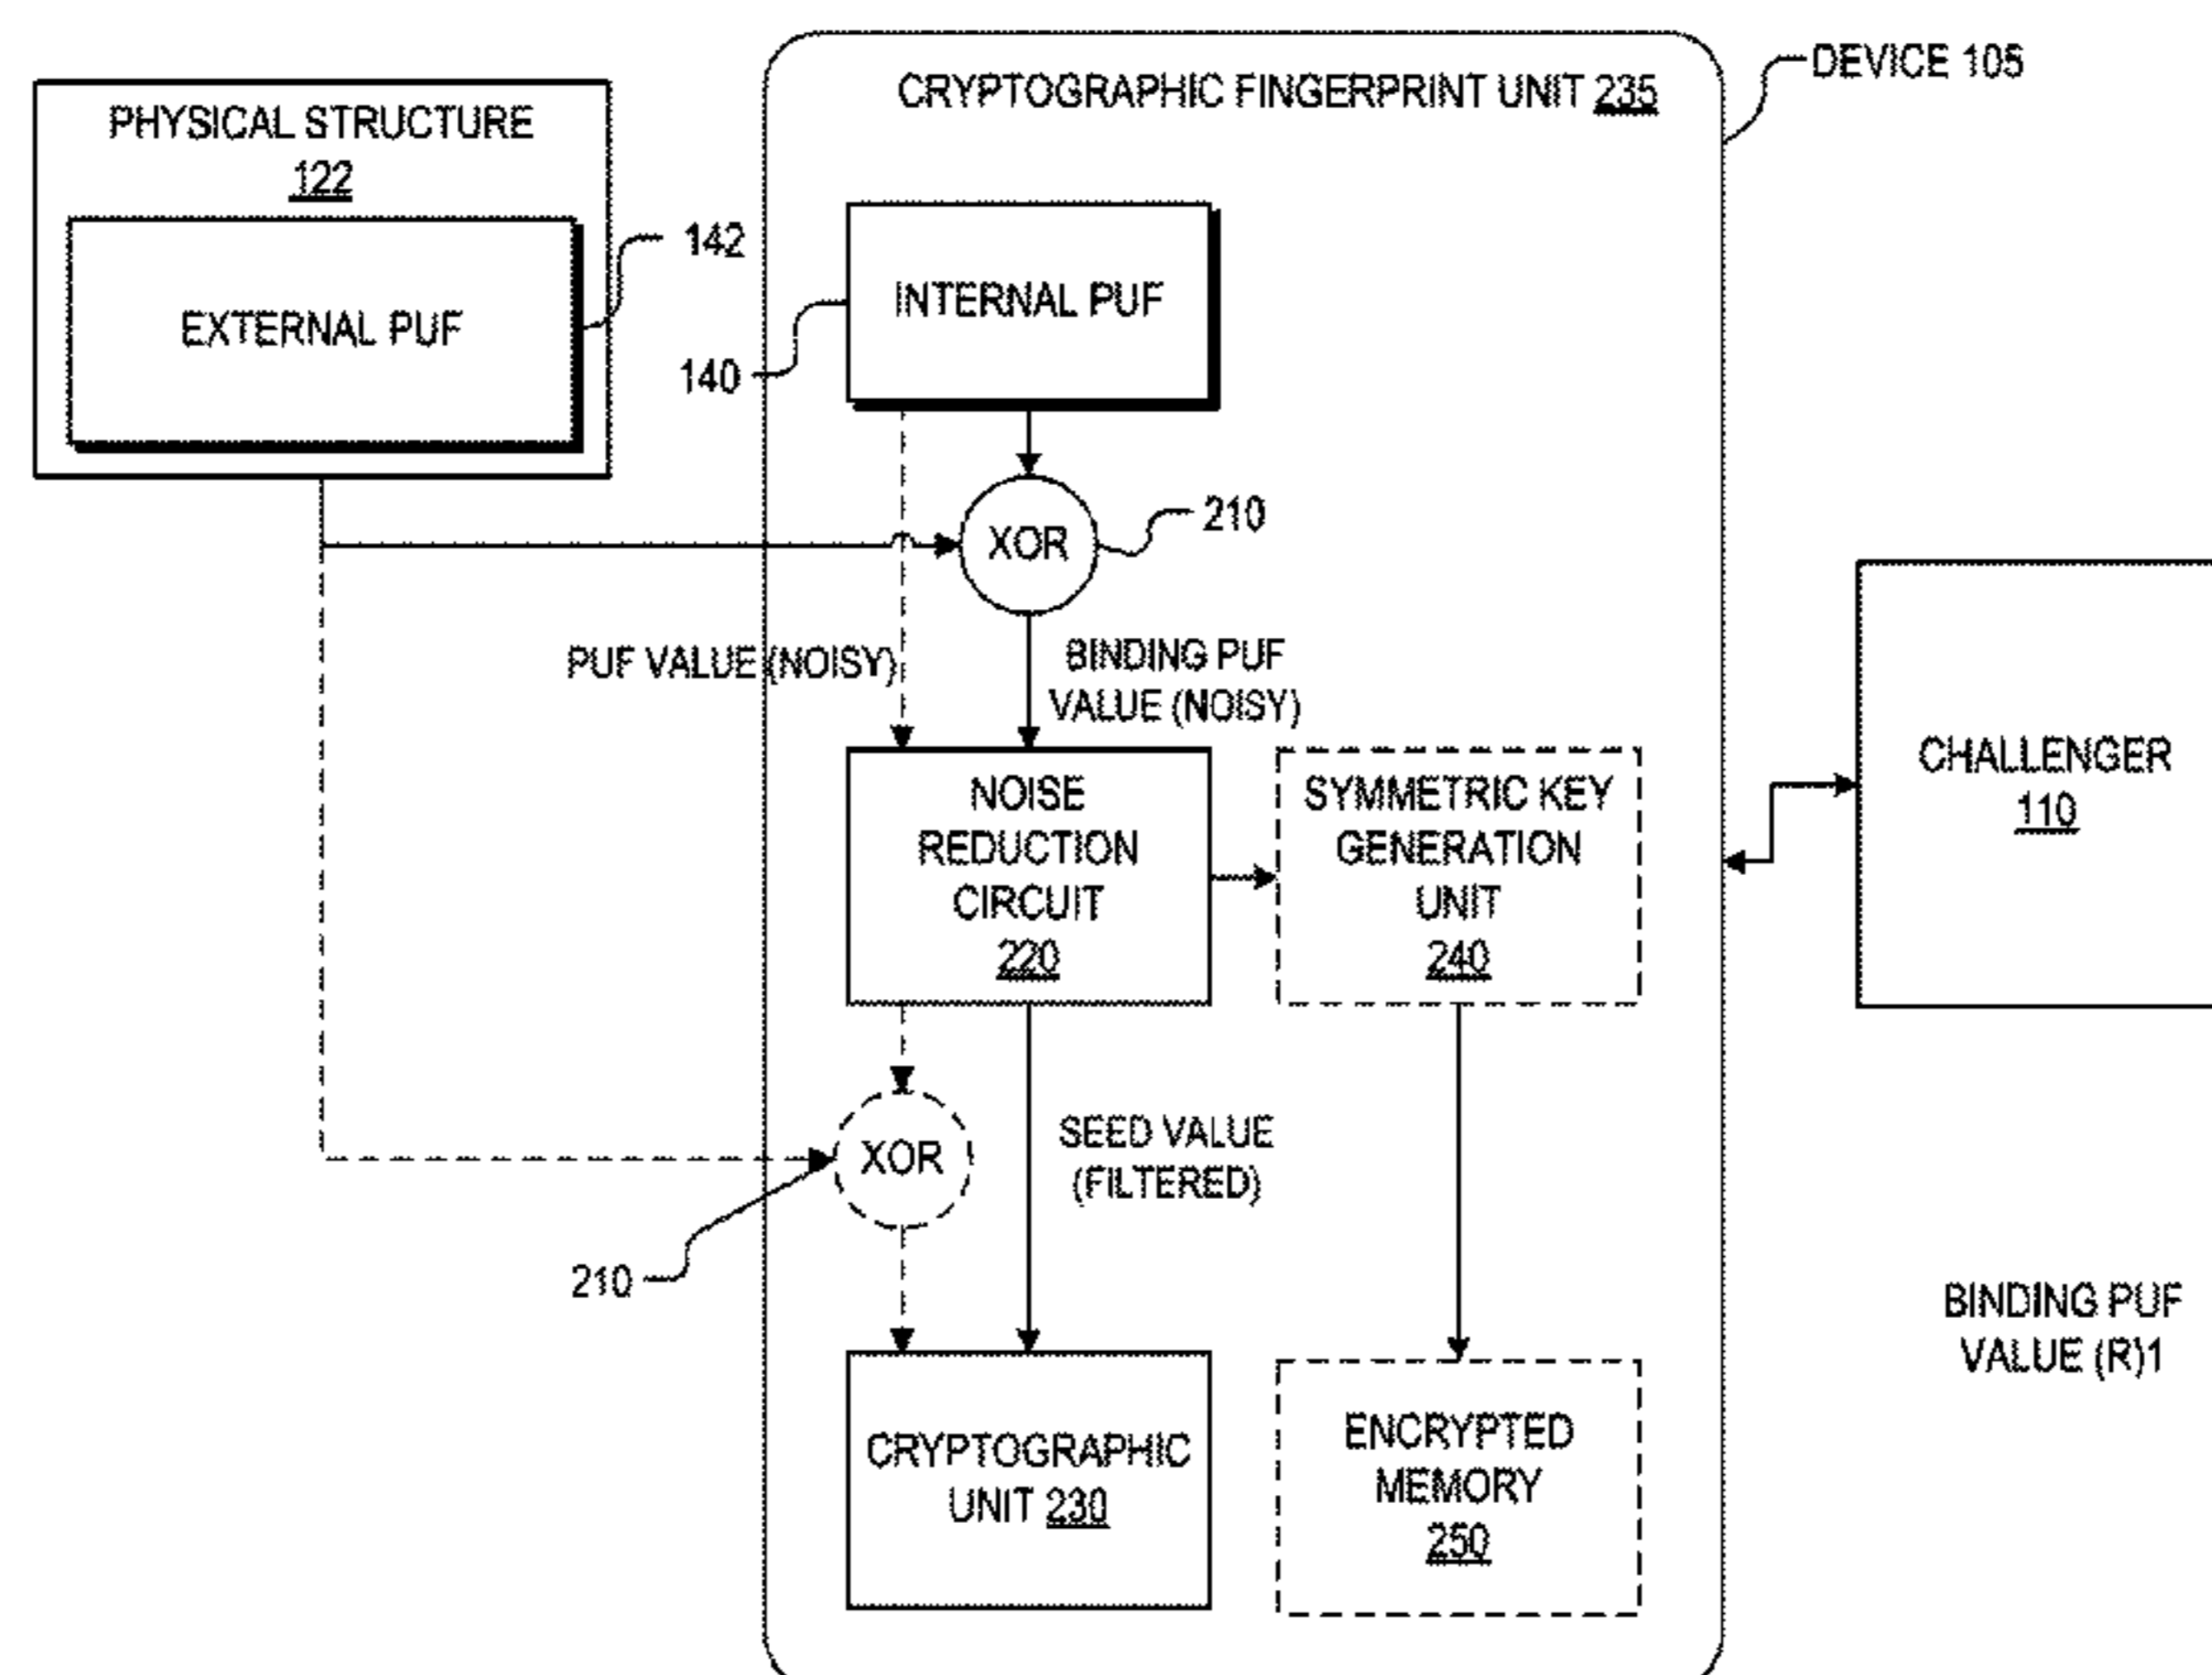 CRYPTOGRAPHIC FINGERPRINT UNIT 235
DEVICE 105
PHYSICAL STRUCTURE
122
142
EXTERNAL PUF
INTERNAL PUF
140
XOR
210
PUF VALUE (NOISY)
BINDING PUF
VALUE (NOISY)
NOISE
REDUCTION
CIRCUIT
220
SYMMETRIC KEY
GENERATION
UNIT
240
CHALLENGER
110
XOR
SEED VALUE
(FILTERED)
210
BINDING PUF
VALUE (R)1
CRYPTOGRAPHIC
UNIT 230
ENCRYPTED
MEMORY
250